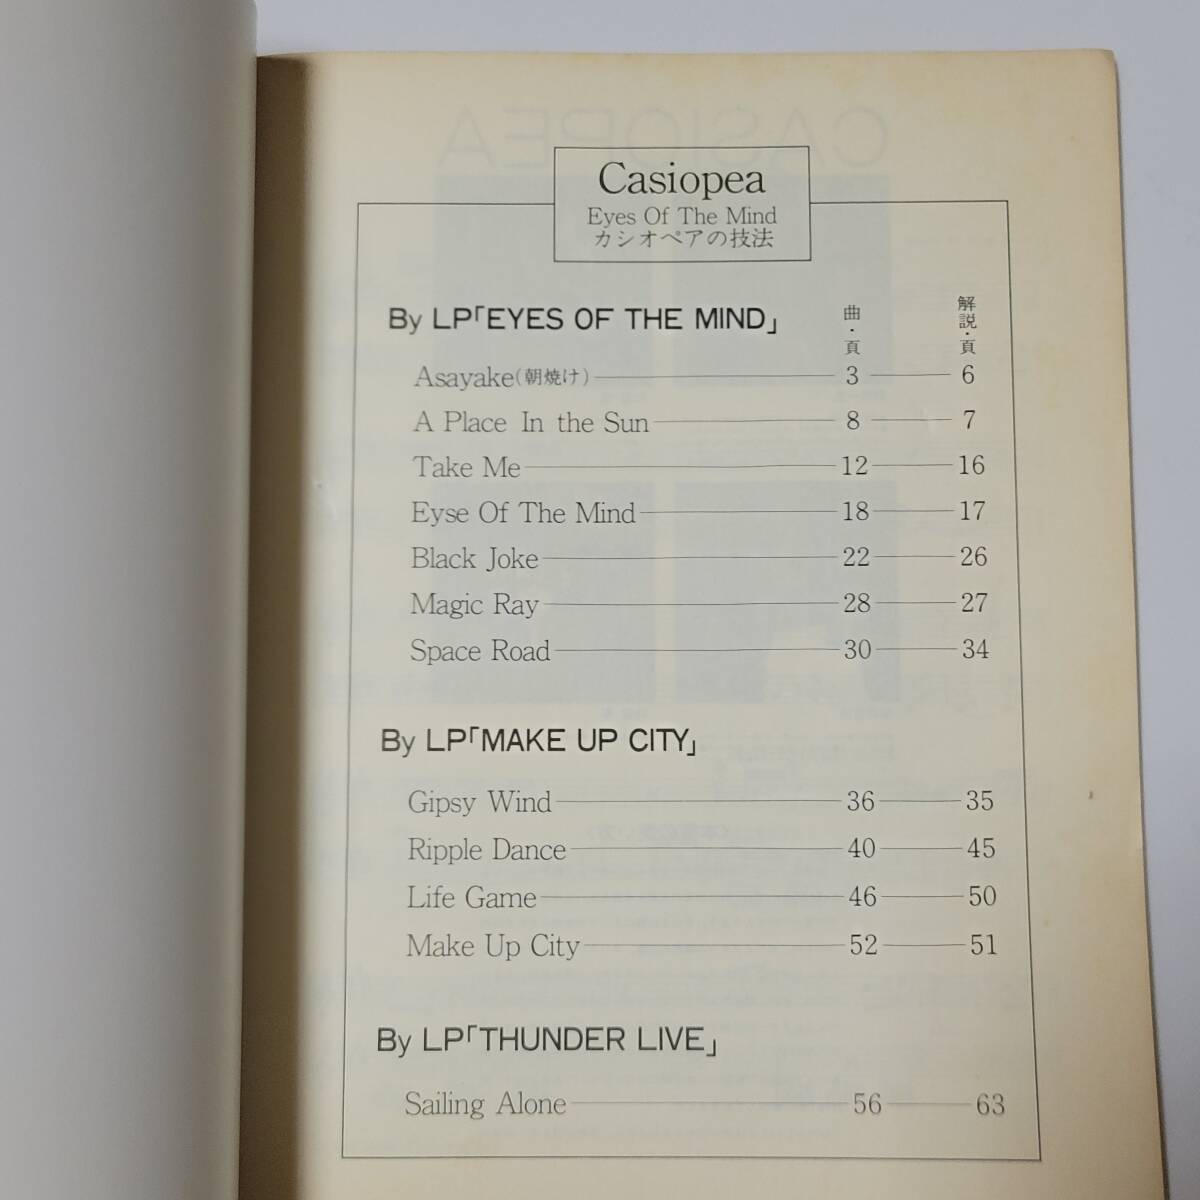 Casiopea
Eyes Of The Mind
カシオペアの技法
By LP「EYES OF THE MIND」 曲・頁 解説・頁
Asayake(朝焼け) 3 6
A Place In the Sun 8 7
Take Me 12 16
Eyse Of The Mind 18 17
Black Joke 22 26
Magic Ray 28 27
Space Road 30 34
By LP「MAKE UP CITY」
Gipsy Wind 36 35
Ripple Dance 40 45
Life Game 46 50
Make Up City 52 51
By LP「THUNDER LIVE」
Sailing Alone 56 63